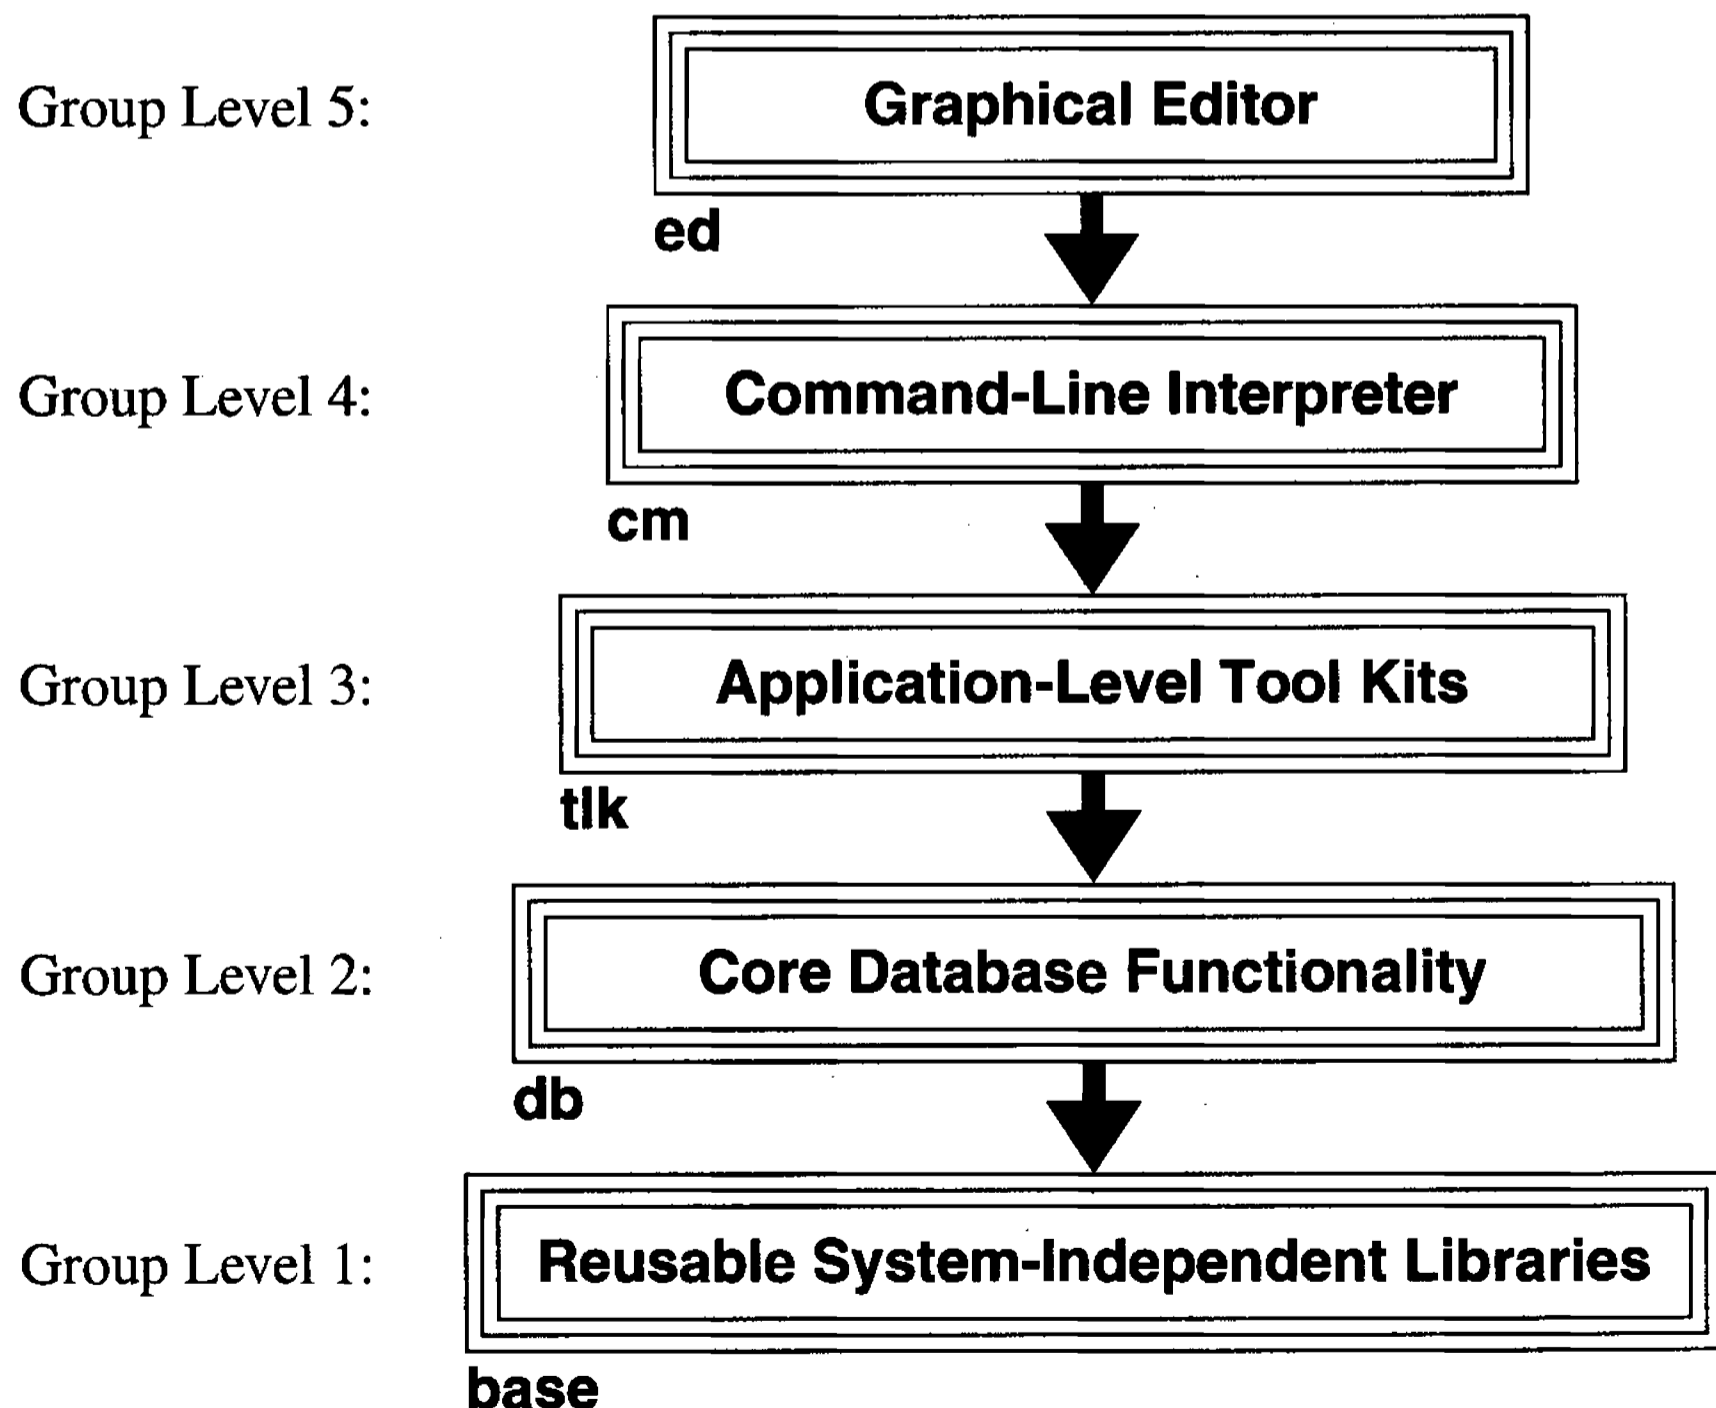 Group Level 5: Graphical Editor
ed
Group Level 4: Command-Line Interpreter
cm
Group Level 3: Application-Level Tool Kits
tlk
Group Level 2: Core Database Functionality
db
Group Level 1: Reusable System-Independent Libraries
base